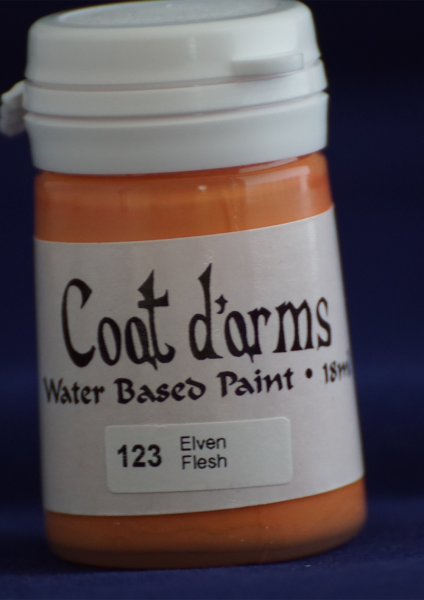 Coat d'arms
Water Based Paint • 18ml
123 Elven
Flesh